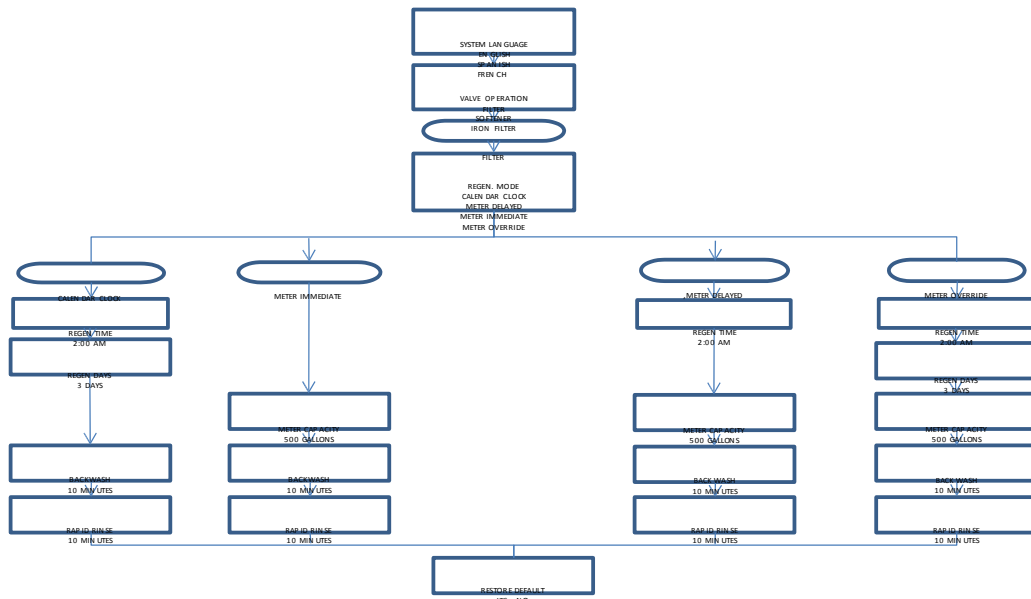 SYSTEM LANGUAGE
ENGLISH
SPANISH
FRENCH
VALVE OPERATION
FILTER
SOFTENER
IRON FILTER
FILTER
REGEN. MODE
CALENDAR CLOCK
METER DELAYED
METER IMMEDIATE
METER OVERRIDE
CALENDAR CLOCK
REGEN TIME
2:00 AM
REGEN DAYS
3 DAYS
BACKWASH
10 MINUTES
RAPID RINSE
10 MINUTES
METER IMMEDIATE
METER CAPACITY
500 GALLONS
BACKWASH
10 MINUTES
RAPID RINSE
10 MINUTES
METER DELAYED
REGEN TIME
2:00 AM
METER CAPACITY
500 GALLONS
BACKWASH
10 MINUTES
RAPID RINSE
10 MINUTES
METER OVERRIDE
REGEN TIME
2:00 AM
REGEN DAYS
3 DAYS
METER CAPACITY
500 GALLONS
BACKWASH
10 MINUTES
RAPID RINSE
10 MINUTES
RESTORE DEFAULT